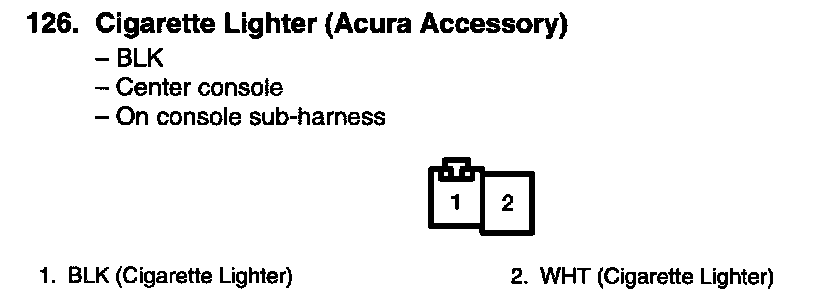 126. Cigarette Lighter (Acura Accessory)
– BLK
– Center console
– On console sub-harness
1 2
1. BLK (Cigarette Lighter) 2. WHT (Cigarette Lighter)